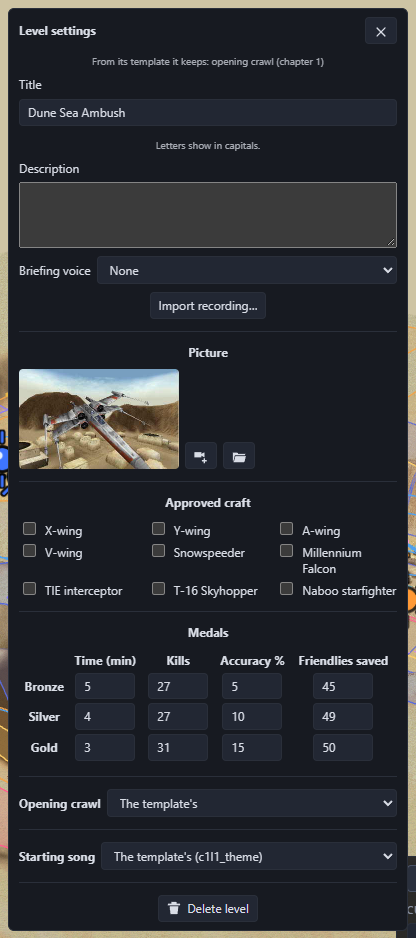 Level settings
From its template it keeps: opening crawl (chapter 1)
Title
Dune Sea Ambush
Letters show in capitals.
Description
Briefing voice None
Import recording...
Picture
Approved craft
X-wing Y-wing A-wing
V-wing Snowspeeder Millennium
Falcon
TIE interceptor T-16 Skyhopper Naboo starfighter
Medals
Time (min) Kills Accuracy % Friendlies saved
Bronze 5 27 5 45
Silver 4 27 10 49
Gold 3 31 15 50
Opening crawl The template's
Starting song The template's (c1l1_theme)
Delete level